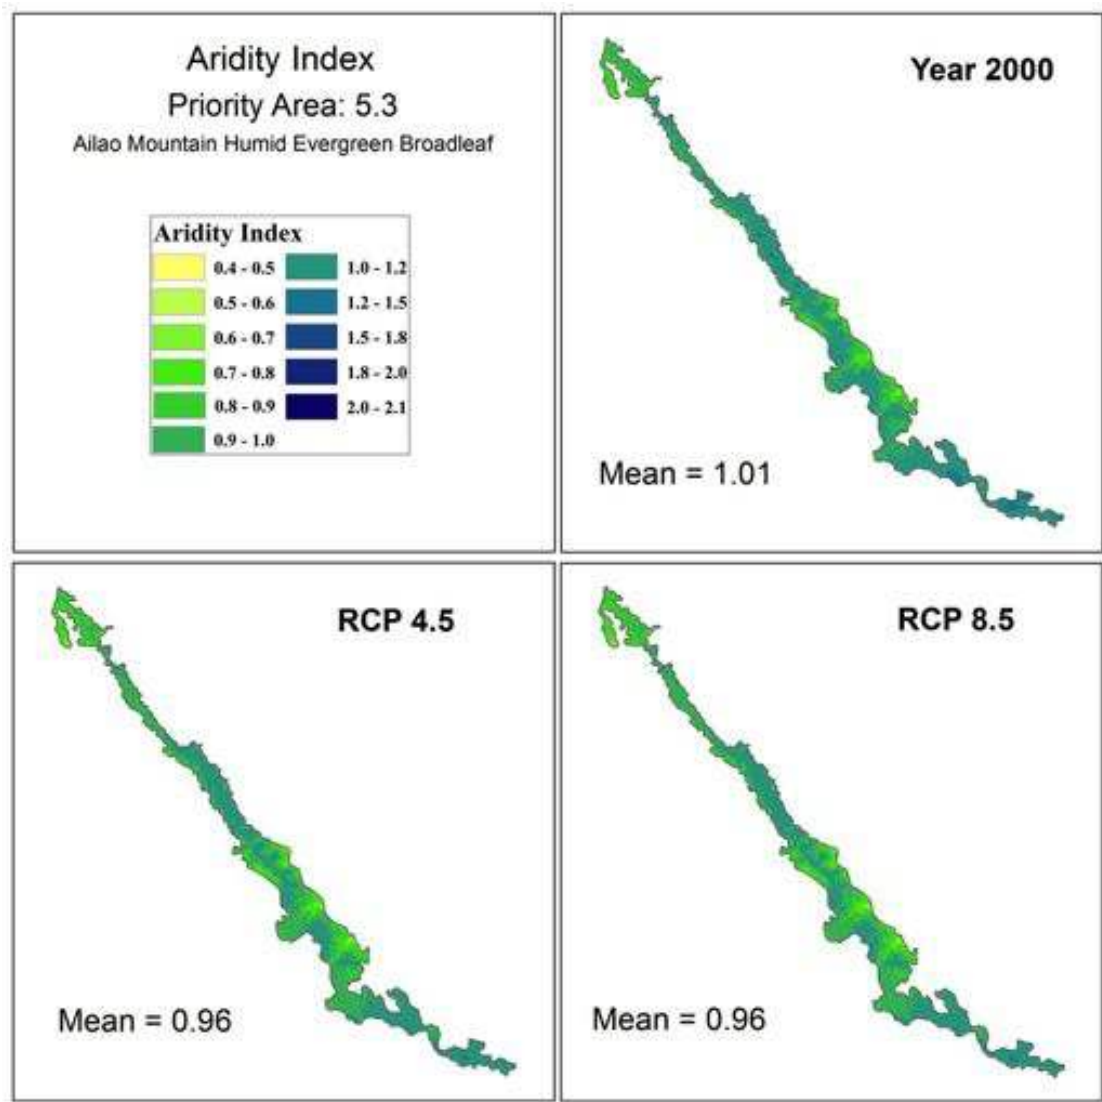 Aridity Index
Priority Area: 5.3
Ailao Mountain Humid Evergreen Broadleaf
Aridity Index
0.4 - 0.5
0.5 - 0.6
0.6 - 0.7
0.7 - 0.8
0.8 - 0.9
0.9 - 1.0
1.0 - 1.2
1.2 - 1.5
1.5 - 1.8
1.8 - 2.0
2.0 - 2.1
Year 2000
Mean = 1.01
RCP 4.5
Mean = 0.96
RCP 8.5
Mean = 0.96